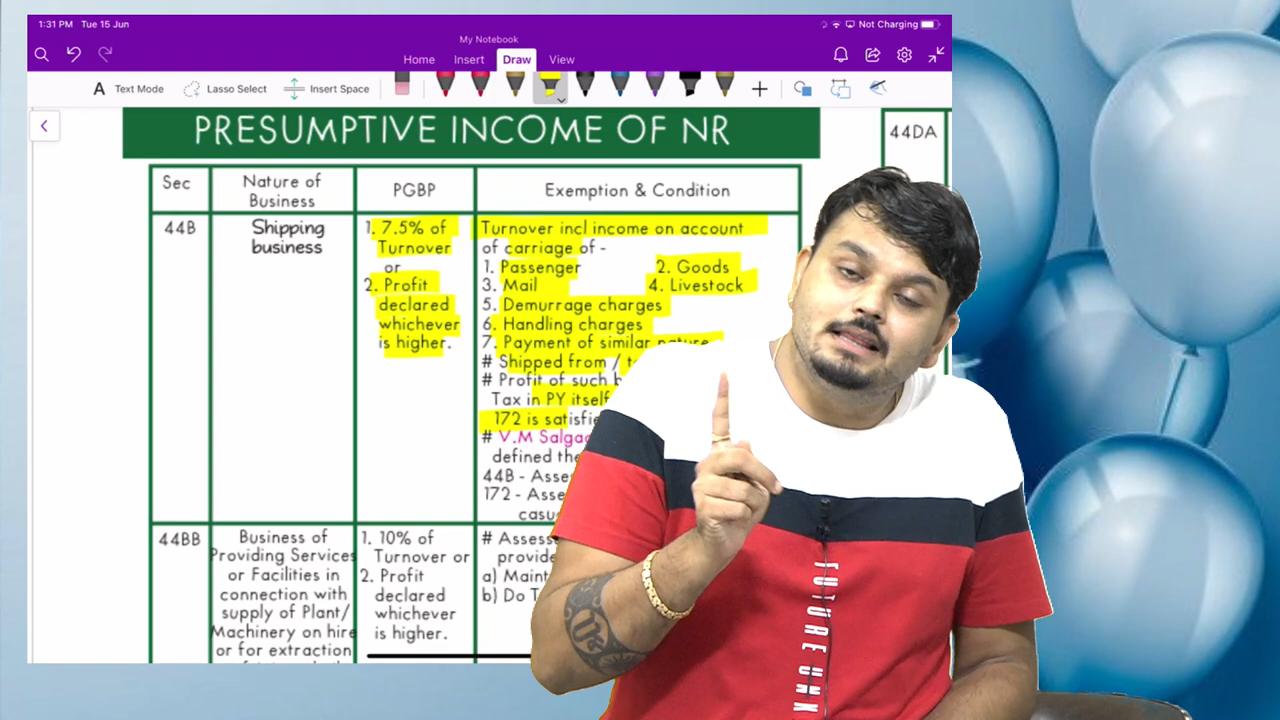 1:31 PM Tue 15 Jun
Not Charging
My Notebook
Home Insert Draw View
A Text Mode Lasso Select Insert Space
PRESUMPTIVE INCOME OF NR
44DA
Sec
Nature of
Business
PGBP
Exemption & Condition
44B
Shipping
business
1. 7.5% of
Turnover
or
2. Profit
declared
whichever
is higher.
Turnover incl income on account
of carriage of -
1. Passenger 2. Goods
3. Mail 4. Livestock
5. Demurrage charges
6. Handling charges
7. Payment of similar nature
# Shipped from /
# Profit of such
Tax in PY itself
172 is satisfie
# V.M Salga
defined the
44B - Asse
172 - Asse
casu
44BB
Business of
Providing Services
or Facilities in
connection with
supply of Plant/
Machinery on hire
or for extraction
1. 10% of
Turnover or
2. Profit
declared
whichever
is higher.
# Assess
provide
a) Maint
b) Do T
FUTURE UNK